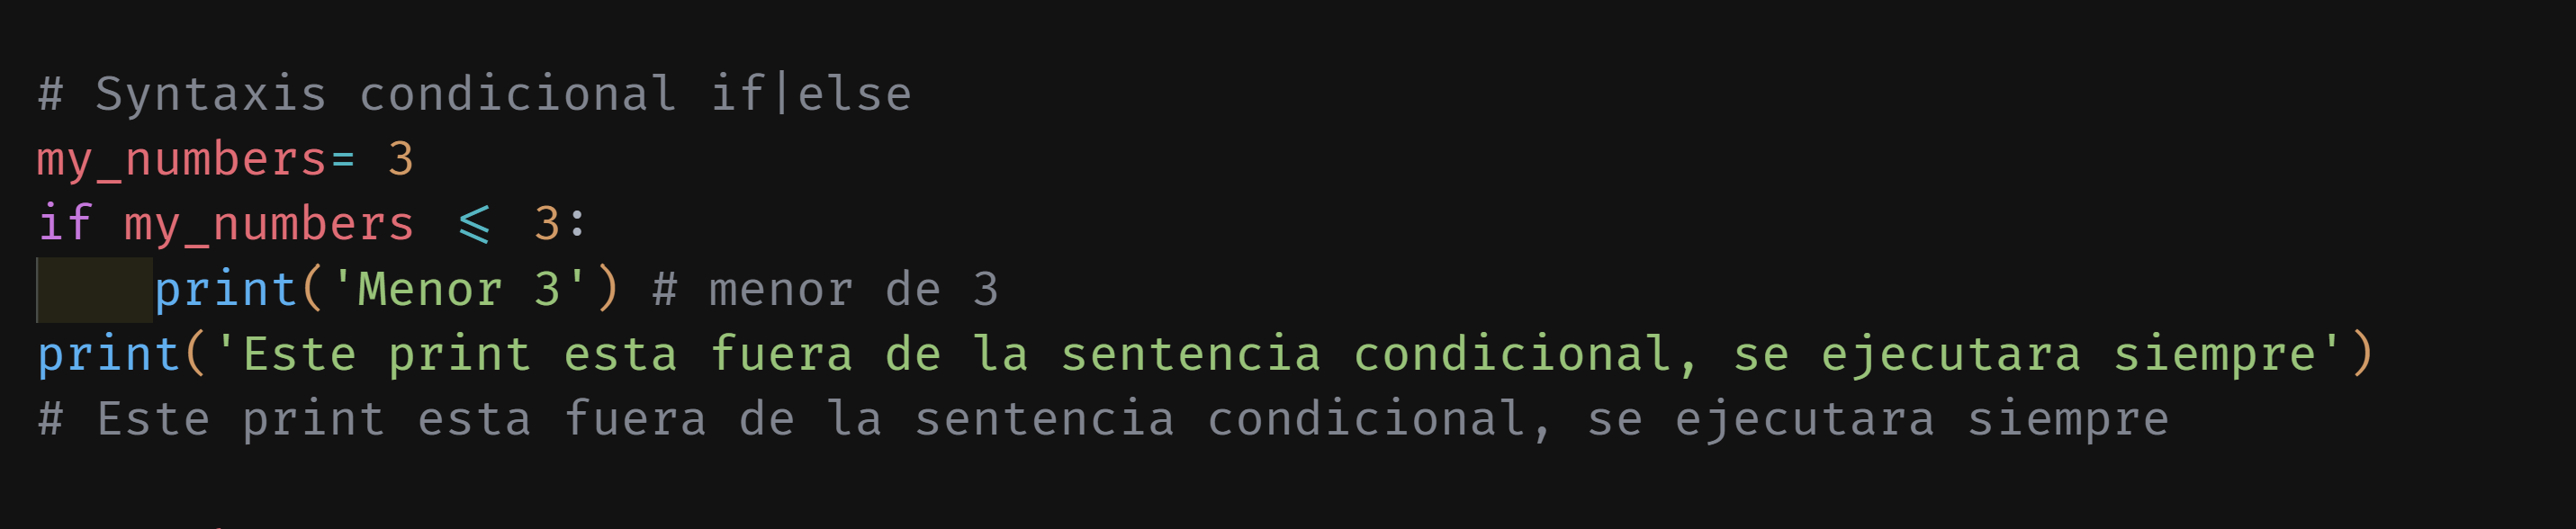 # Syntaxis condicional if|else
my_numbers= 3
if my_numbers <= 3:
    print('Menor 3') # menor de 3
print('Este print esta fuera de la sentencia condicional, se ejecutara siempre')
# Este print esta fuera de la sentencia condicional, se ejecutara siempre